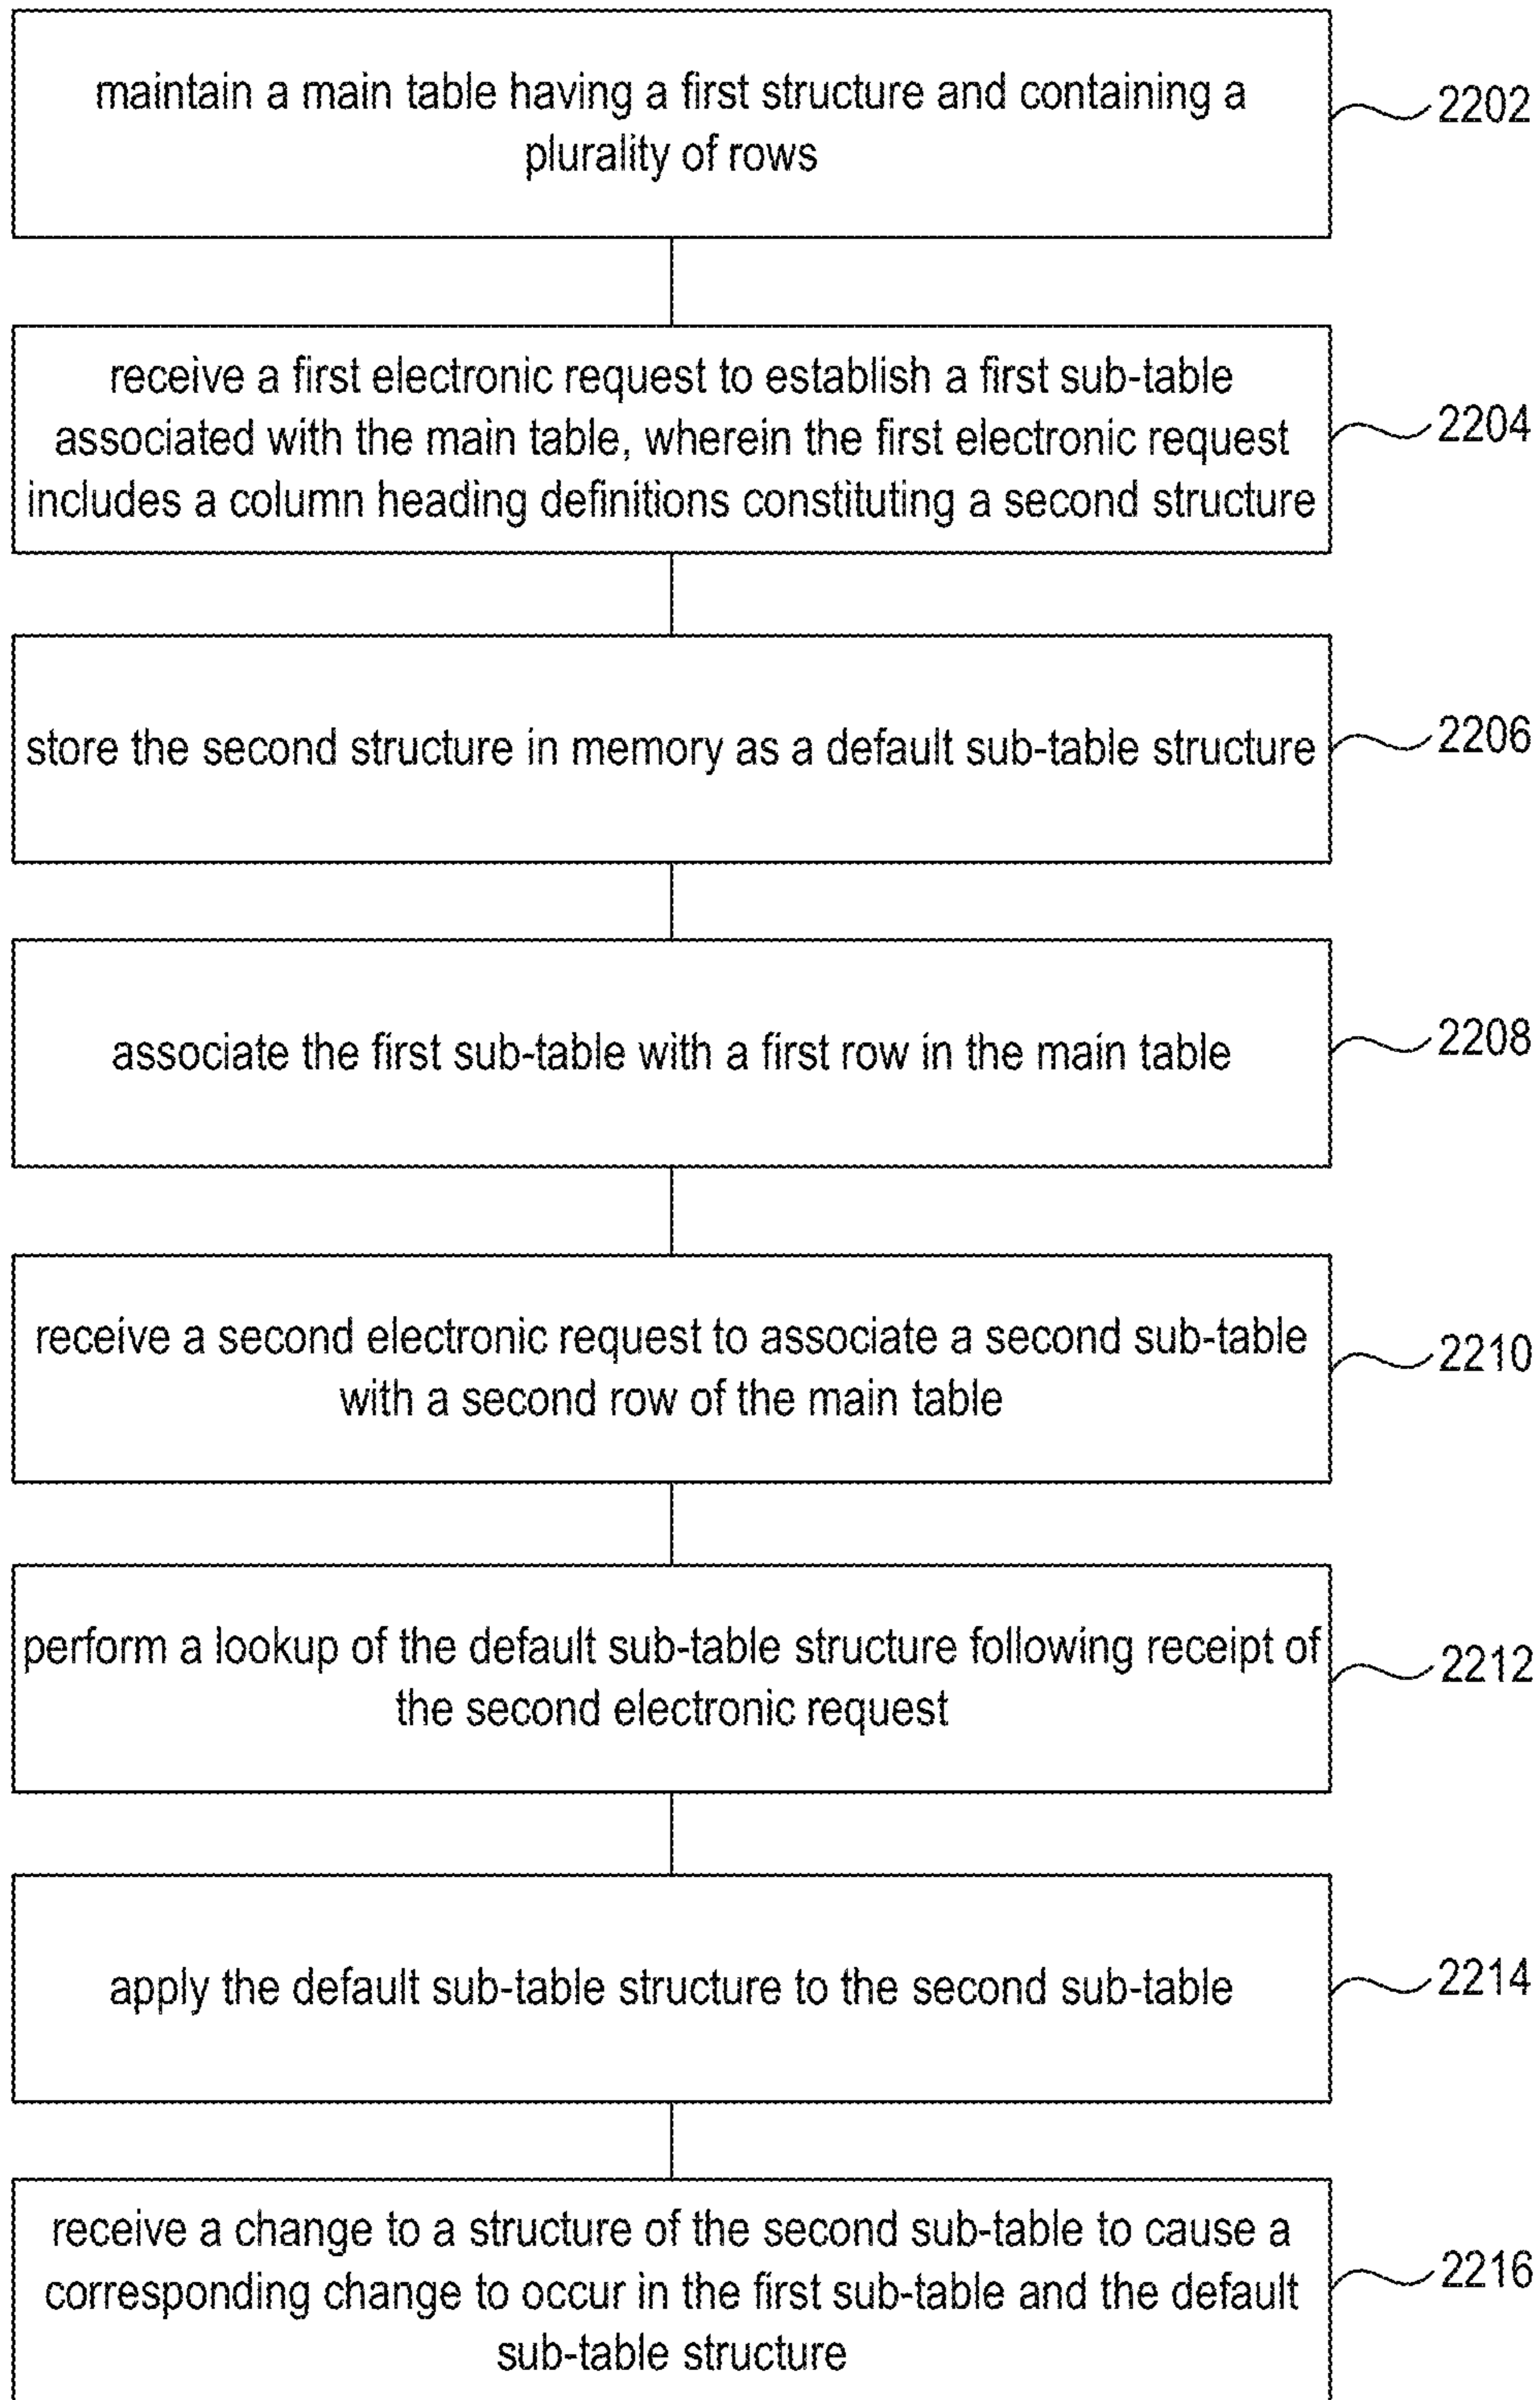 maintain a main table having a first structure and containing a
plurality of rows
2202
receive a first electronic request to establish a first sub-table
associated with the main table, wherein the first electronic request
includes a column heading definitions constituting a second structure
2204
store the second structure in memory as a default sub-table structure
2206
associate the first sub-table with a first row in the main table
2208
receive a second electronic request to associate a second sub-table
with a second row of the main table
2210
perform a lookup of the default sub-table structure following receipt of
the second electronic request
2212
apply the default sub-table structure to the second sub-table
2214
receive a change to a structure of the second sub-table to cause a
corresponding change to occur in the first sub-table and the default
sub-table structure
2216